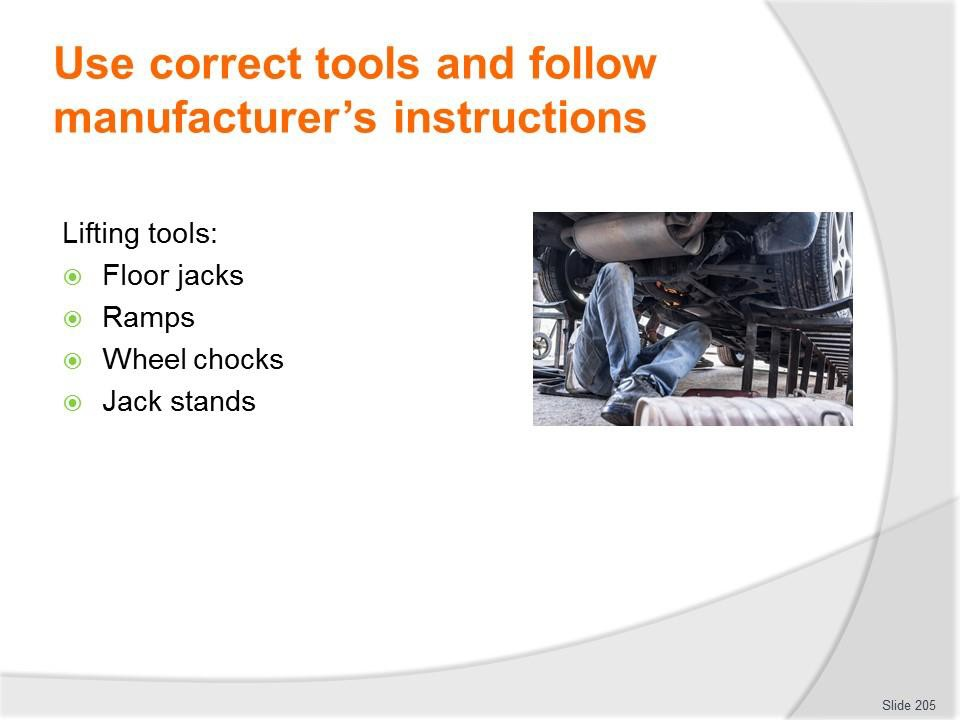 Use correct tools and follow
manufacturer’s instructions
Lifting tools:
Floor jacks
Ramps
Wheel chocks
Jack stands
Slide 205